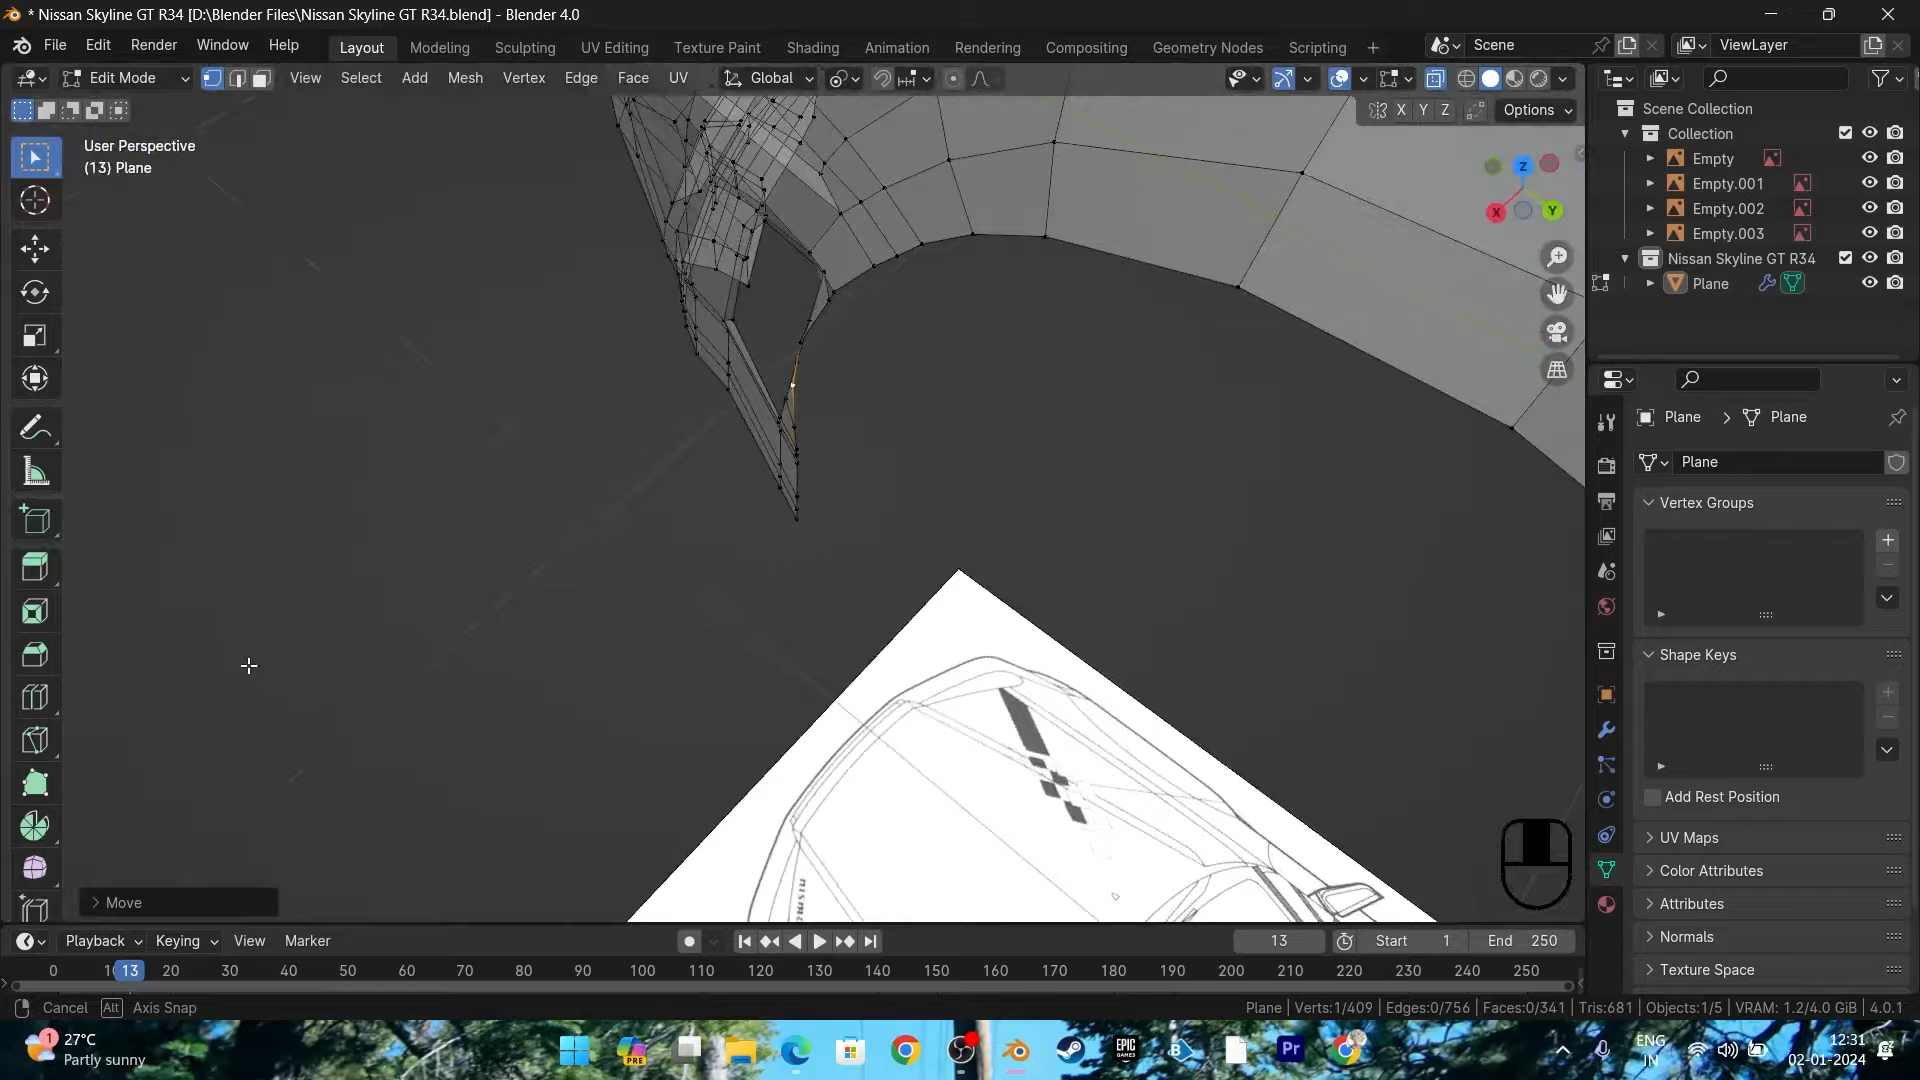 * Nissan Skyline GT R34 [D:\Blender Files\Nissan Skyline GT R34.blend] - Blender 4.0
File Edit Render Window Help Layout Modeling Sculpting UV Editing Texture Paint Shading Animation Rendering Compositing Geometry Nodes Scripting + Scene ViewLayer
Edit Mode View Select Add Mesh Vertex Edge Face UV Global
X Y Z Options
User Perspective
(13) Plane
Z
X
Y
Scene Collection
Collection
Empty
Empty.001
Empty.002
Empty.003
Nissan Skyline GT R34
Plane
Plane > Plane
Plane
Vertex Groups
Shape Keys
Add Rest Position
UV Maps
Color Attributes
Attributes
Normals
Texture Space
> Move
Playback Keying View Marker 13 Start 1 End 250
0 10 13 20 30 40 50 60 70 80 90 100 110 120 130 140 150 160 170 180 190 200 210 220 230 240 250
Cancel Alt Axis Snap Plane | Verts:1/409 | Edges:0/756 | Faces:0/341 | Tris:681 | Objects:1/5 | VRAM: 1.2/4.0 GiB | 4.0.1
1
27°C
Partly sunny
PRE
EPIC GAMES
B
Pr
ENG
IN
12:31
02-01-2024